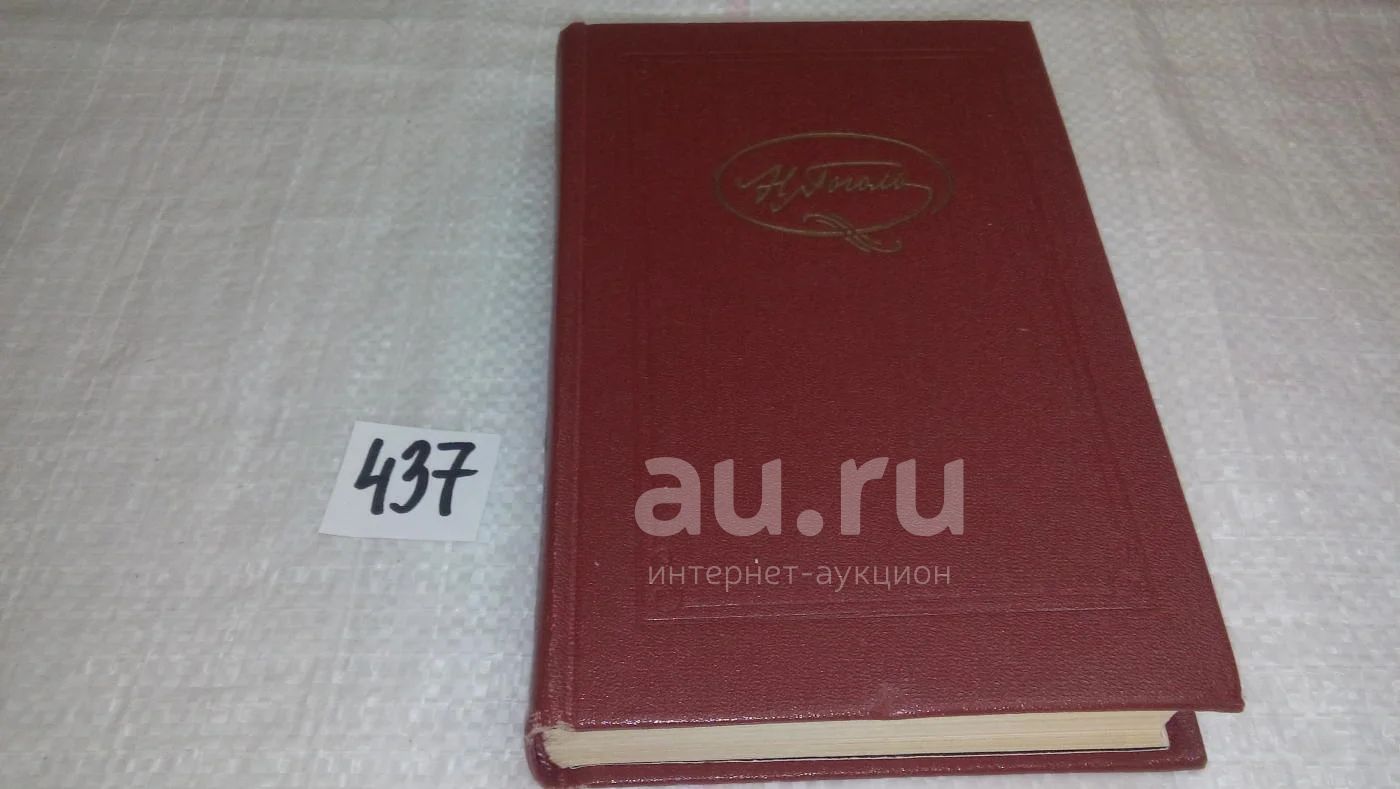 Н. Гоголь
437
au.ru
интернет-аукцион